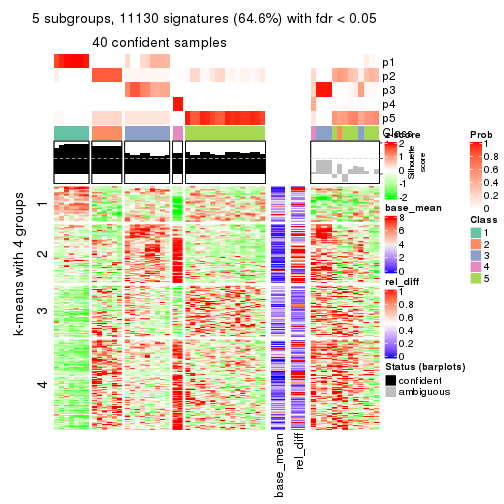 5 subgroups, 11130 signatures (64.6%) with fdr < 0.05
40 confident samples
p1
p2
p3
p4
p5
Class
z-score
2
1
0
-1
-2
Silhouette
score
base_mean
8
6
4
2
0
rel_diff
1
0.8
0.6
0.4
0.2
0
Status (barplots)
confident
ambiguous
Prob
1
0.8
0.6
0.4
0.2
0
Class
1
2
3
4
5
k-means with 4 groups
1
2
3
4
base_mean
rel_diff